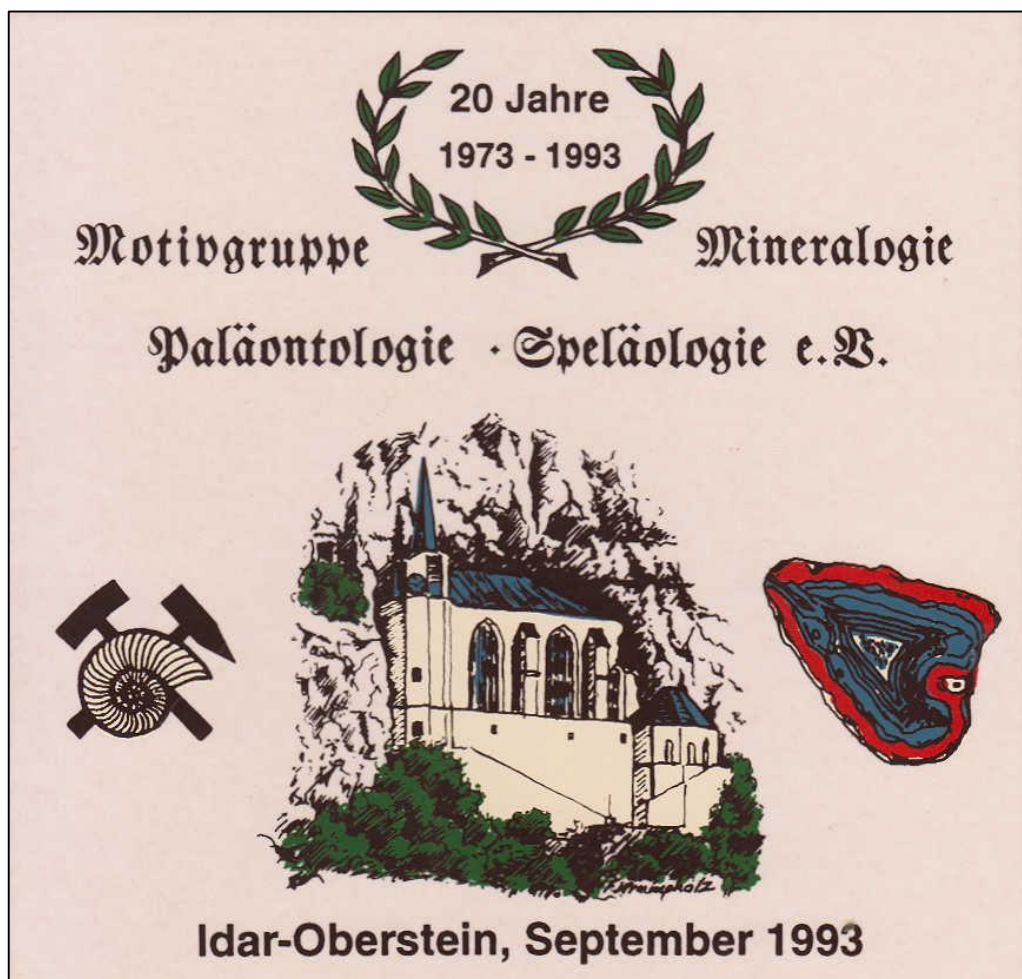 20 Jahre
1973 - 1993
Motivgruppe Mineralogie
Paläontologie · Speläologie e.V.
Idar-Oberstein, September 1993